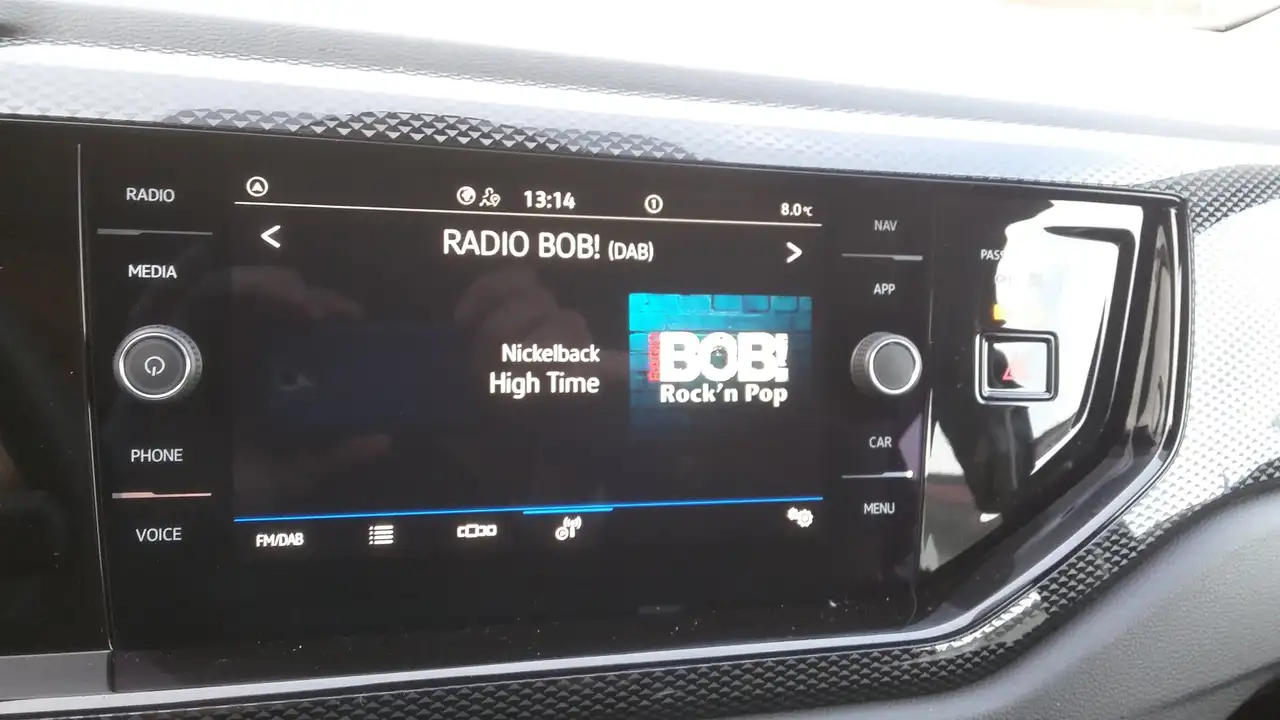 RADIO
MEDIA
PHONE
VOICE
13:14
1
8.0°C
RADIO BOB! (DAB)
Nickelback
High Time
BOB!
Rock'n Pop
FM/DAB
NAV
APP
CAR
MENU